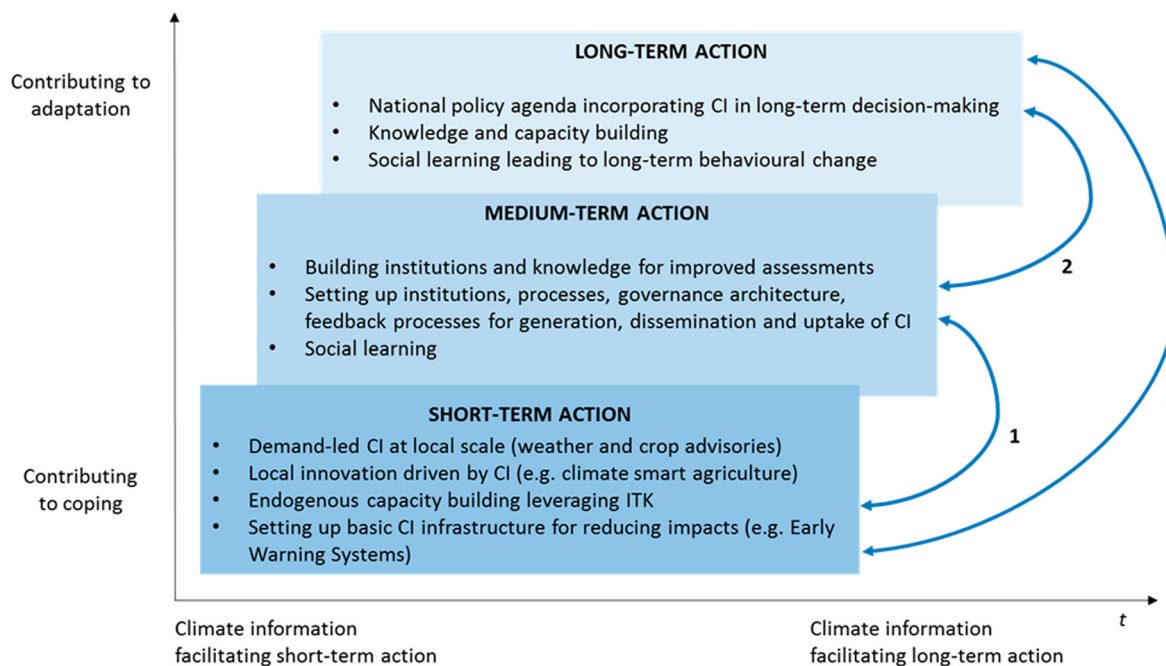 Contributing to
adaptation
LONG-TERM ACTION
• National policy agenda incorporating CI in long-term decision-making
• Knowledge and capacity building
• Social learning leading to long-term behavioural change
MEDIUM-TERM ACTION
• Building institutions and knowledge for improved assessments
• Setting up institutions, processes, governance architecture,
feedback processes for generation, dissemination and uptake of CI
• Social learning
2
SHORT-TERM ACTION
• Demand-led CI at local scale (weather and crop advisories)
• Local innovation driven by CI (e.g. climate smart agriculture)
• Endogenous capacity building leveraging ITK
• Setting up basic CI infrastructure for reducing impacts (e.g. Early
Warning Systems)
1
Contributing
to coping
t
Climate information
facilitating short-term action
Climate information
facilitating long-term action